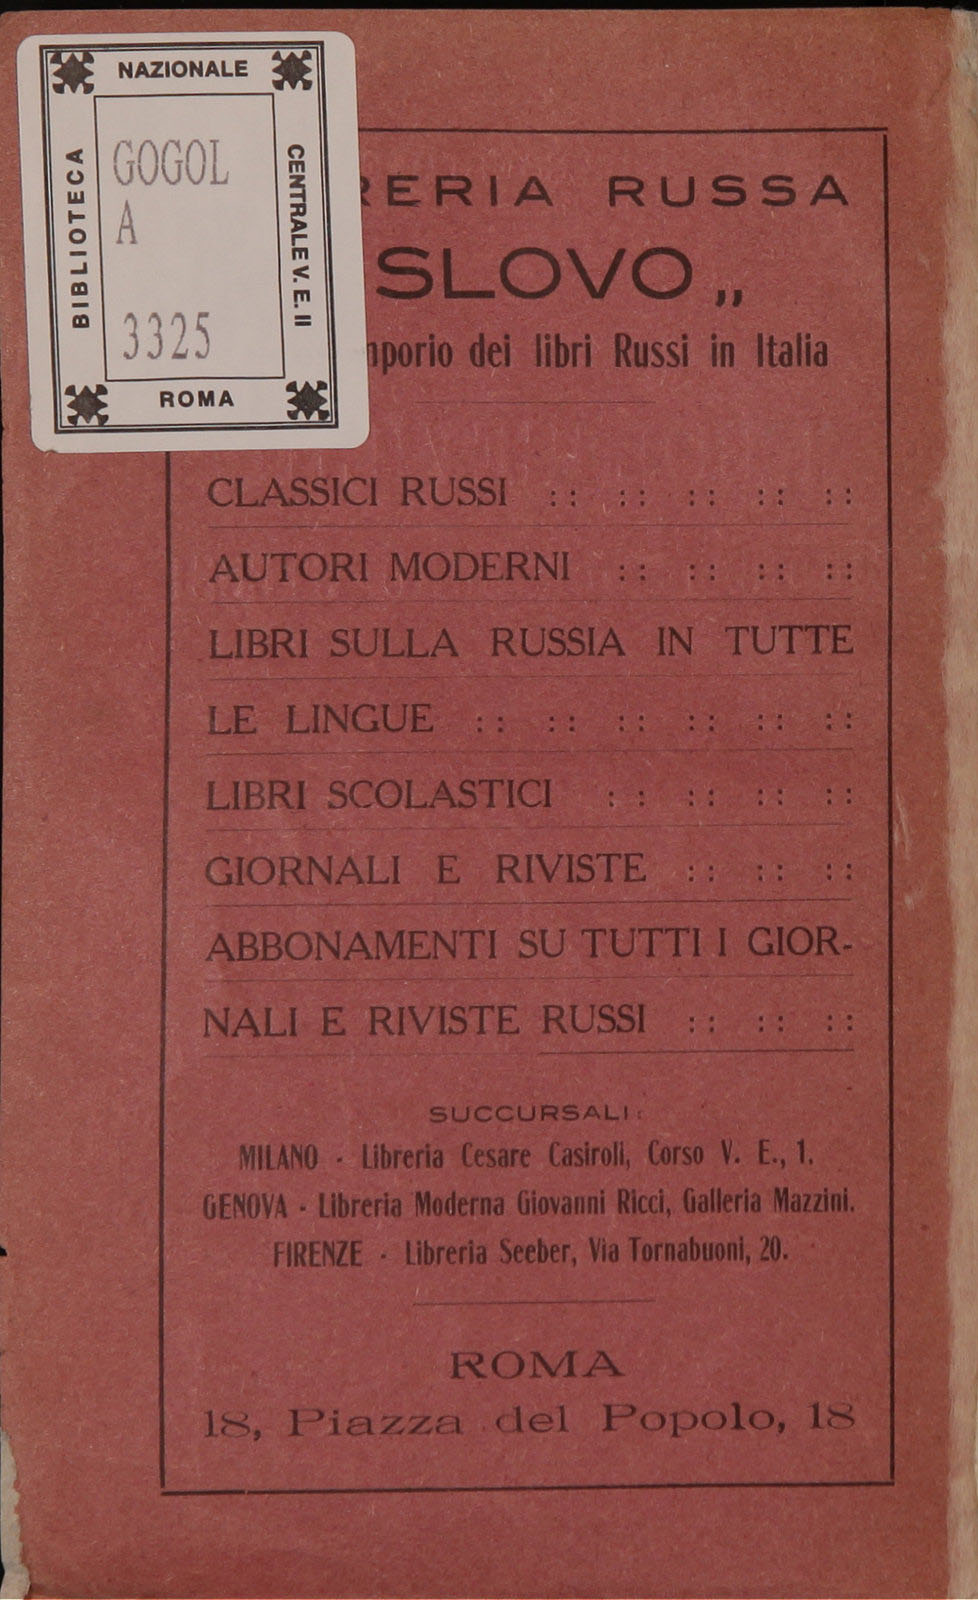 NAZIONALE
BIBLIOTECA
CENTRALE V. E. II
GOGOL
A
3325
ROMA
RERIA RUSSA
SLOVO „
mporio dei libri Russi in Italia
CLASSICI RUSSI :: :: :: :: ::
AUTORI MODERNI :: :: :: ::
LIBRI SULLA RUSSIA IN TUTTE
LE LINGUE :: :: :: :: :: ::
LIBRI SCOLASTICI :: :: :: ::
GIORNALI E RIVISTE :: :: ::
ABBONAMENTI SU TUTTI I GIOR-
NALI E RIVISTE RUSSI :: :: ::
SUCCURSALI:
MILANO - Libreria Cesare Casiroli, Corso V. E., 1.
GENOVA - Libreria Moderna Giovanni Ricci, Galleria Mazzini.
FIRENZE - Libreria Seeber, Via Tornabuoni, 20.
ROMA
18, Piazza del Popolo, 18